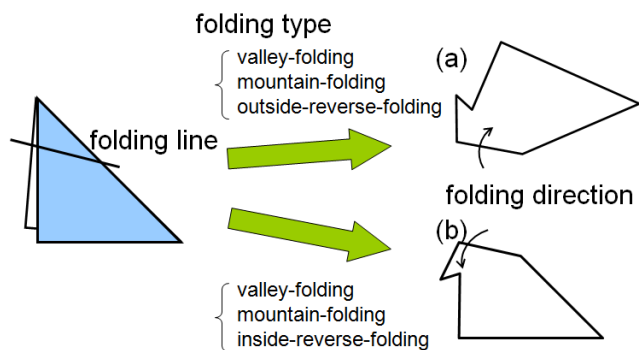 folding type
valley-folding
mountain-folding
outside-reverse-folding
(a)
folding line
folding direction
(b)
valley-folding
mountain-folding
inside-reverse-folding